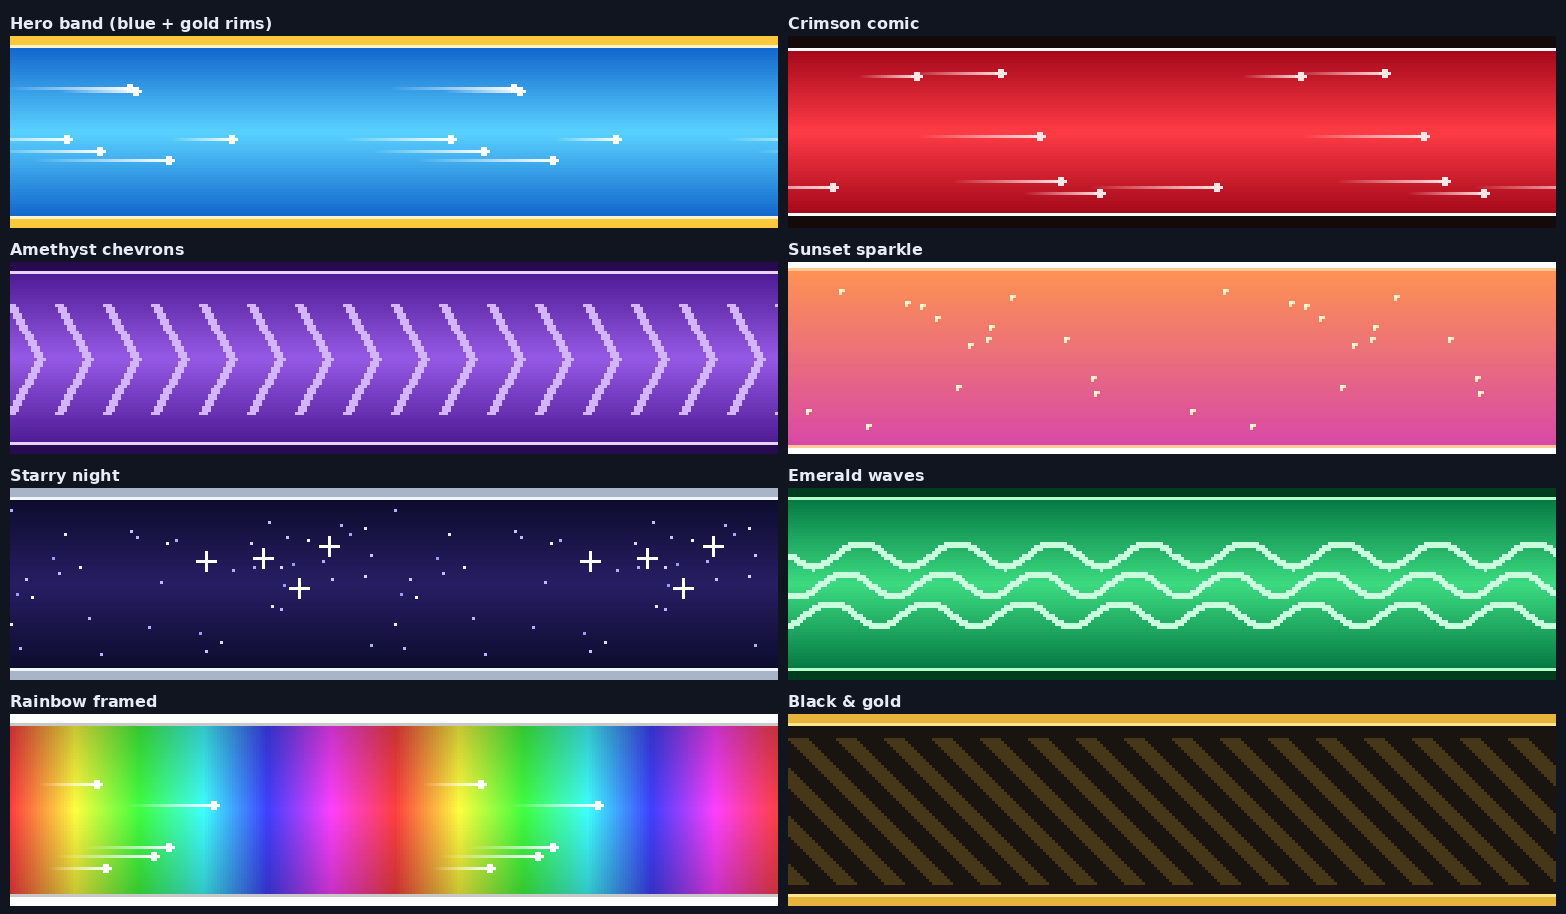 Hero band (blue + gold rims)
Crimson comic
Amethyst chevrons
Sunset sparkle
Starry night
Emerald waves
Rainbow framed
Black & gold